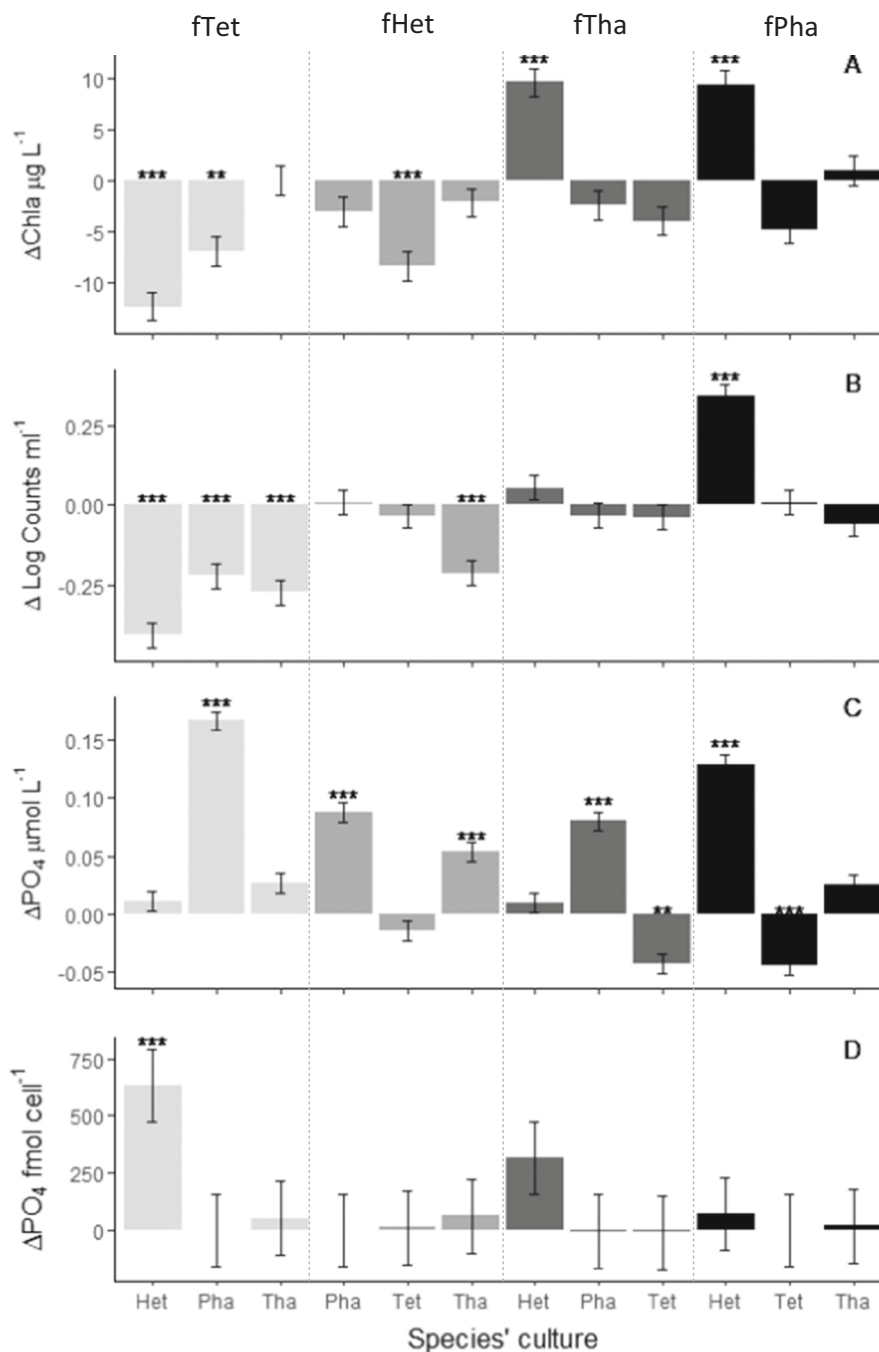 fTet fHet fTha fPha
A
ΔChla µg L⁻¹
10
5
0
-5
-10
*** ** *** *** ***
B
Δ Log Counts ml⁻¹
0.25
0.00
-0.25
*** *** *** *** ***
C
ΔPO₄ µmol L⁻¹
0.15
0.10
0.05
0.00
-0.05
*** *** *** *** ** *** ***
D
ΔPO₄ fmol cell⁻¹
750
500
250
0
***
Het Pha Tha Pha Tet Tha Het Pha Tet Het Tet Tha
Species' culture